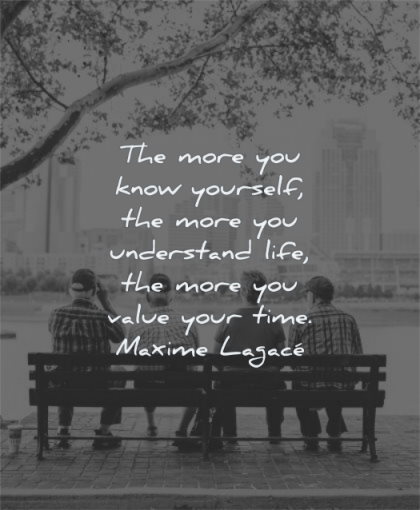 The more you
know yourself,
the more you
understand life,
the more you
value your time.
Maxime Lagacé